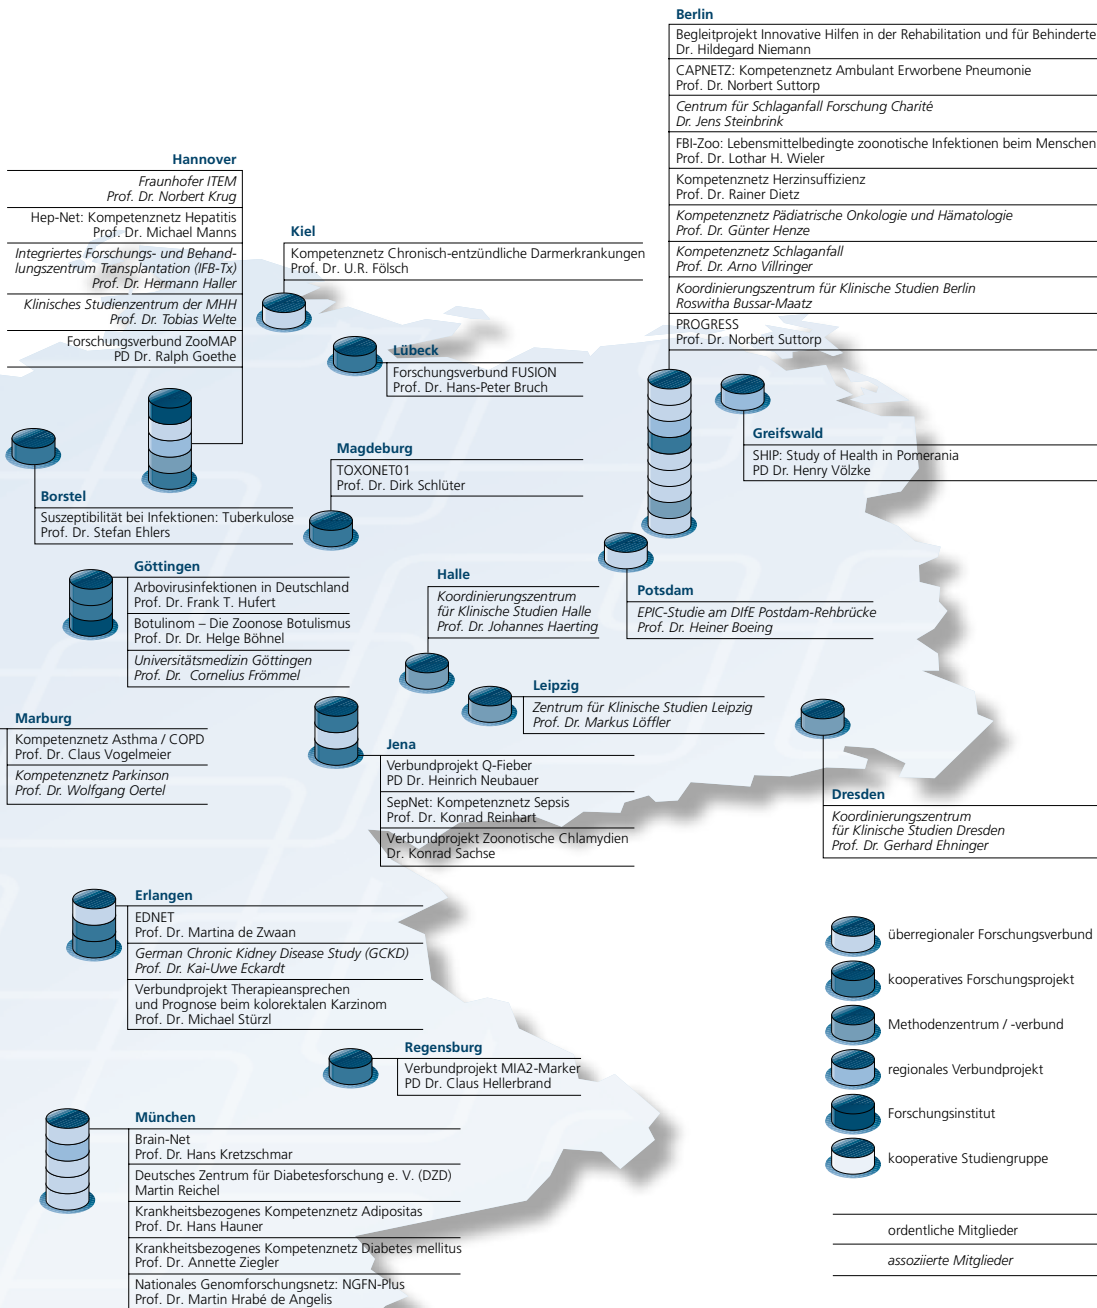 Berlin
Begleitprojekt Innovative Hilfen in der Rehabilitation und für Behinderte
Dr. Hildegard Niemann
CAPNETZ: Kompetenznetz Ambulant Erworbene Pneumonie
Prof. Dr. Norbert Suttorp
Centrum für Schlaganfall Forschung Charité
Dr. Jens Steinbrink
FBI-Zoo: Lebensmittelbedingte zoonotische Infektionen beim Menschen
Prof. Dr. Lothar H. Wieler
Kompetenznetz Herzinsuffizienz
Prof. Dr. Rainer Dietz
Kompetenznetz Pädiatrische Onkologie und Hämatologie
Prof. Dr. Günter Henze
Kompetenznetz Schlaganfall
Prof. Dr. Arno Villringer
Koordinierungszentrum für Klinische Studien Berlin
Roswitha Bussar-Maatz
PROGRESS
Prof. Dr. Norbert Suttorp
Hannover
Fraunhofer ITEM
Prof. Dr. Norbert Krug
Hep-Net: Kompetenznetz Hepatitis
Prof. Dr. Michael Manns
Integriertes Forschungs- und Behand-
lungszentrum Transplantation (IFB-Tx)
Prof. Dr. Hermann Haller
Klinisches Studienzentrum der MHH
Prof. Dr. Tobias Welte
Forschungsverbund ZooMAP
PD Dr. Ralph Goethe
Kiel
Kompetenznetz Chronisch-entzündliche Darmerkrankungen
Prof. Dr. U.R. Fölsch
Lübeck
Forschungsverbund FUSION
Prof. Dr. Hans-Peter Bruch
Greifswald
SHIP: Study of Health in Pomerania
PD Dr. Henry Völzke
Magdeburg
TOXONET01
Prof. Dr. Dirk Schlüter
Borstel
Suszeptibilität bei Infektionen: Tuberkulose
Prof. Dr. Stefan Ehlers
Göttingen
Arbovirusinfektionen in Deutschland
Prof. Dr. Frank T. Hufert
Botulinom – Die Zoonose Botulismus
Prof. Dr. Dr. Helge Böhnel
Universitätsmedizin Göttingen
Prof. Dr. Cornelius Frömmel
Halle
Koordinierungszentrum
für Klinische Studien Halle
Prof. Dr. Johannes Haerting
Potsdam
EPIC-Studie am DIfE Postdam-Rehbrücke
Prof. Dr. Heiner Boeing
Leipzig
Zentrum für Klinische Studien Leipzig
Prof. Dr. Markus Löffler
Marburg
Kompetenznetz Asthma / COPD
Prof. Dr. Claus Vogelmeier
Kompetenznetz Parkinson
Prof. Dr. Wolfgang Oertel
Jena
Verbundprojekt Q-Fieber
PD Dr. Heinrich Neubauer
SepNet: Kompetenznetz Sepsis
Prof. Dr. Konrad Reinhart
Verbundprojekt Zoonotische Chlamydien
Dr. Konrad Sachse
Dresden
Koordinierungszentrum
für Klinische Studien Dresden
Prof. Dr. Gerhard Ehninger
Erlangen
EDNET
Prof. Dr. Martina de Zwaan
German Chronic Kidney Disease Study (GCKD)
Prof. Dr. Kai-Uwe Eckardt
Verbundprojekt Therapieansprechen
und Prognose beim kolorektalen Karzinom
Prof. Dr. Michael Stürzl
Regensburg
Verbundprojekt MIA2-Marker
PD Dr. Claus Hellerbrand
München
Brain-Net
Prof. Dr. Hans Kretzschmar
Deutsches Zentrum für Diabetesforschung e. V. (DZD)
Martin Reichel
Krankheitsbezogenes Kompetenznetz Adipositas
Prof. Dr. Hans Hauner
Krankheitsbezogenes Kompetenznetz Diabetes mellitus
Prof. Dr. Annette Ziegler
Nationales Genomforschungsnetz: NGFN-Plus
Prof. Dr. Martin Hrabé de Angelis
überregionaler Forschungsverbund
kooperatives Forschungsprojekt
Methodenzentrum / -verbund
regionales Verbundprojekt
Forschungsinstitut
kooperative Studiengruppe
ordentliche Mitglieder
assoziierte Mitglieder